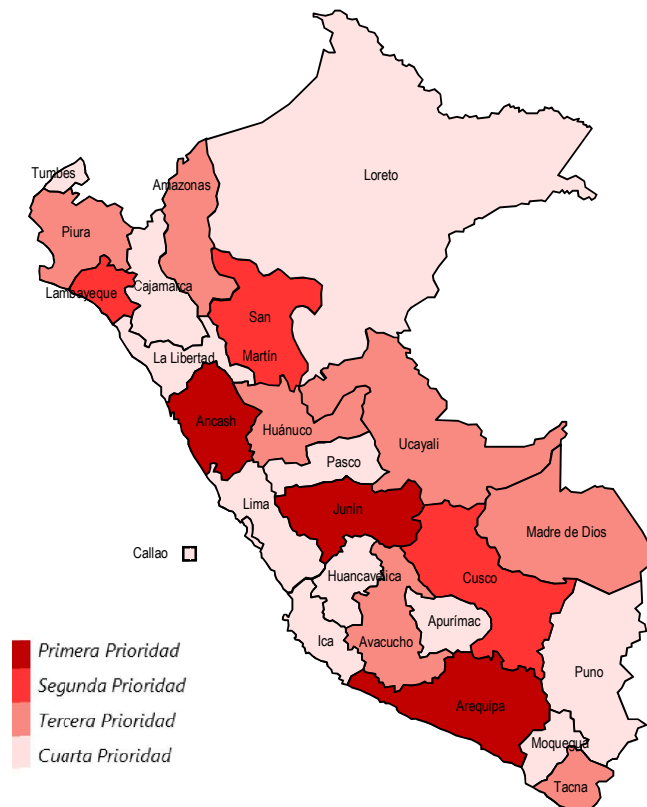 Tumbes
Amazonas
Loreto
Piura
Lambayeque
Cajamarca
San
Martín
La Libertad
Ancash
Huánuco
Ucayali
Pasco
Lima
Junín
Madre de Dios
Callao
Huancavelica
Cusco
Apurímac
Ica
Avacucho
Puno
Arequipa
Moquegua
Tacna
Primera Prioridad
Segunda Prioridad
Tercera Prioridad
Cuarta Prioridad